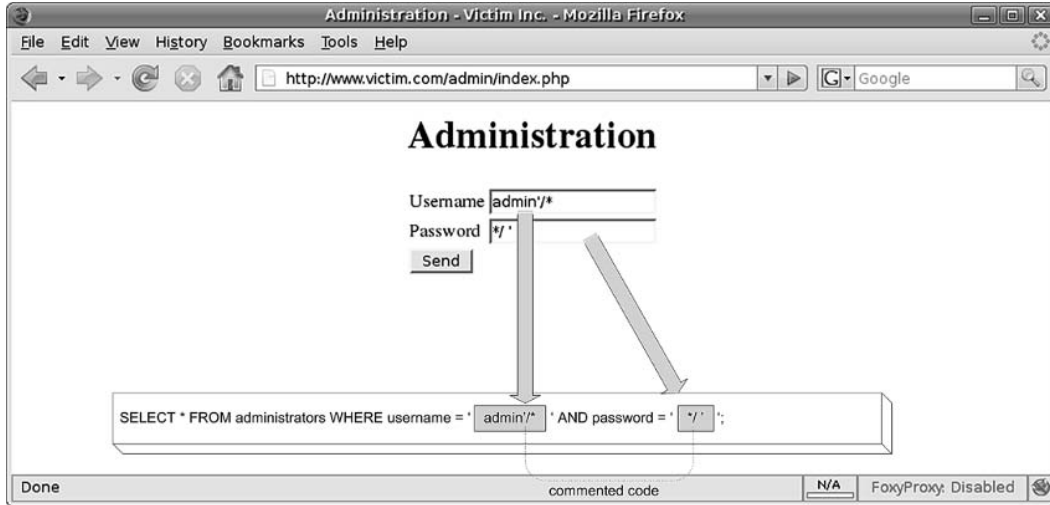 Administration - Victim Inc. - Mozilla Firefox
File Edit View History Bookmarks Tools Help
http://www.victim.com/admin/index.php
G Google
Administration
Username admin'/*
Password */ '
Send
SELECT * FROM administrators WHERE username = ' admin'/* ' AND password = ' */ ' ';
commented code
Done N/A FoxyProxy: Disabled